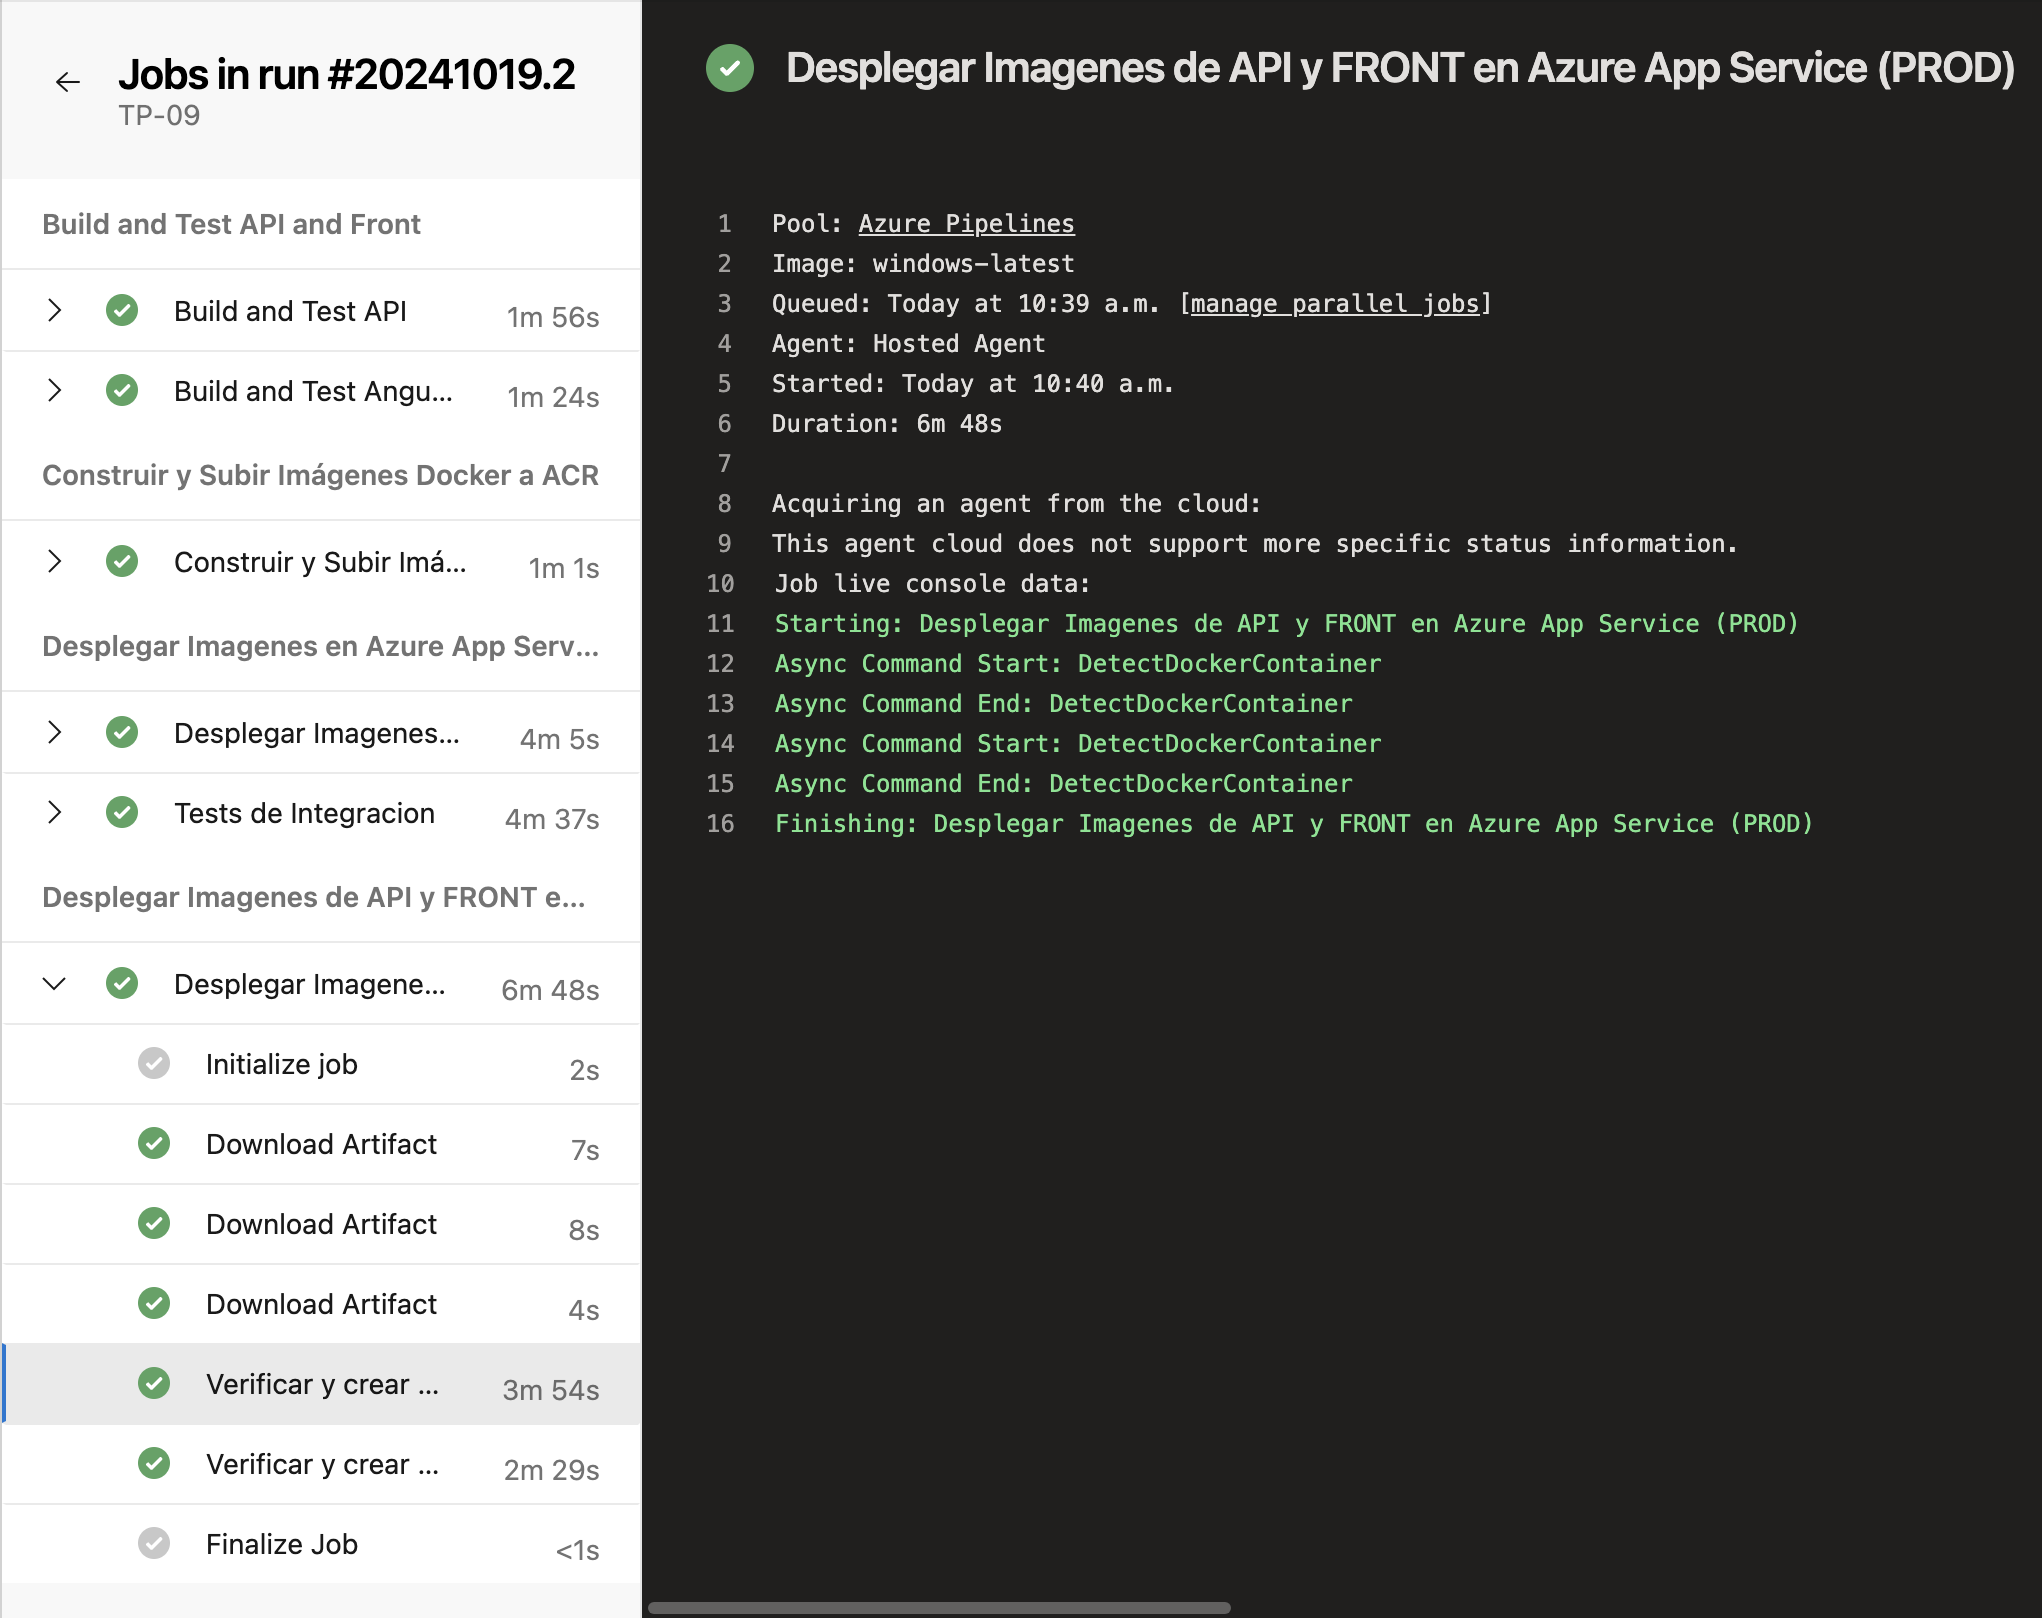 Jobs in run #20241019.2
TP-09
Build and Test API and Front
Build and Test API 1m 56s
Build and Test Angu... 1m 24s
Construir y Subir Imágenes Docker a ACR
Construir y Subir Imá... 1m 1s
Desplegar Imagenes en Azure App Serv...
Desplegar Imagenes... 4m 5s
Tests de Integracion 4m 37s
Desplegar Imagenes de API y FRONT e...
Desplegar Imagene... 6m 48s
Initialize job 2s
Download Artifact 7s
Download Artifact 8s
Download Artifact 4s
Verificar y crear ... 3m 54s
Verificar y crear ... 2m 29s
Finalize Job <1s
Desplegar Imagenes de API y FRONT en Azure App Service (PROD)
1 Pool: Azure Pipelines
2 Image: windows-latest
3 Queued: Today at 10:39 a.m. [manage parallel jobs]
4 Agent: Hosted Agent
5 Started: Today at 10:40 a.m.
6 Duration: 6m 48s
7
8 Acquiring an agent from the cloud:
9 This agent cloud does not support more specific status information.
10 Job live console data:
11 Starting: Desplegar Imagenes de API y FRONT en Azure App Service (PROD)
12 Async Command Start: DetectDockerContainer
13 Async Command End: DetectDockerContainer
14 Async Command Start: DetectDockerContainer
15 Async Command End: DetectDockerContainer
16 Finishing: Desplegar Imagenes de API y FRONT en Azure App Service (PROD)